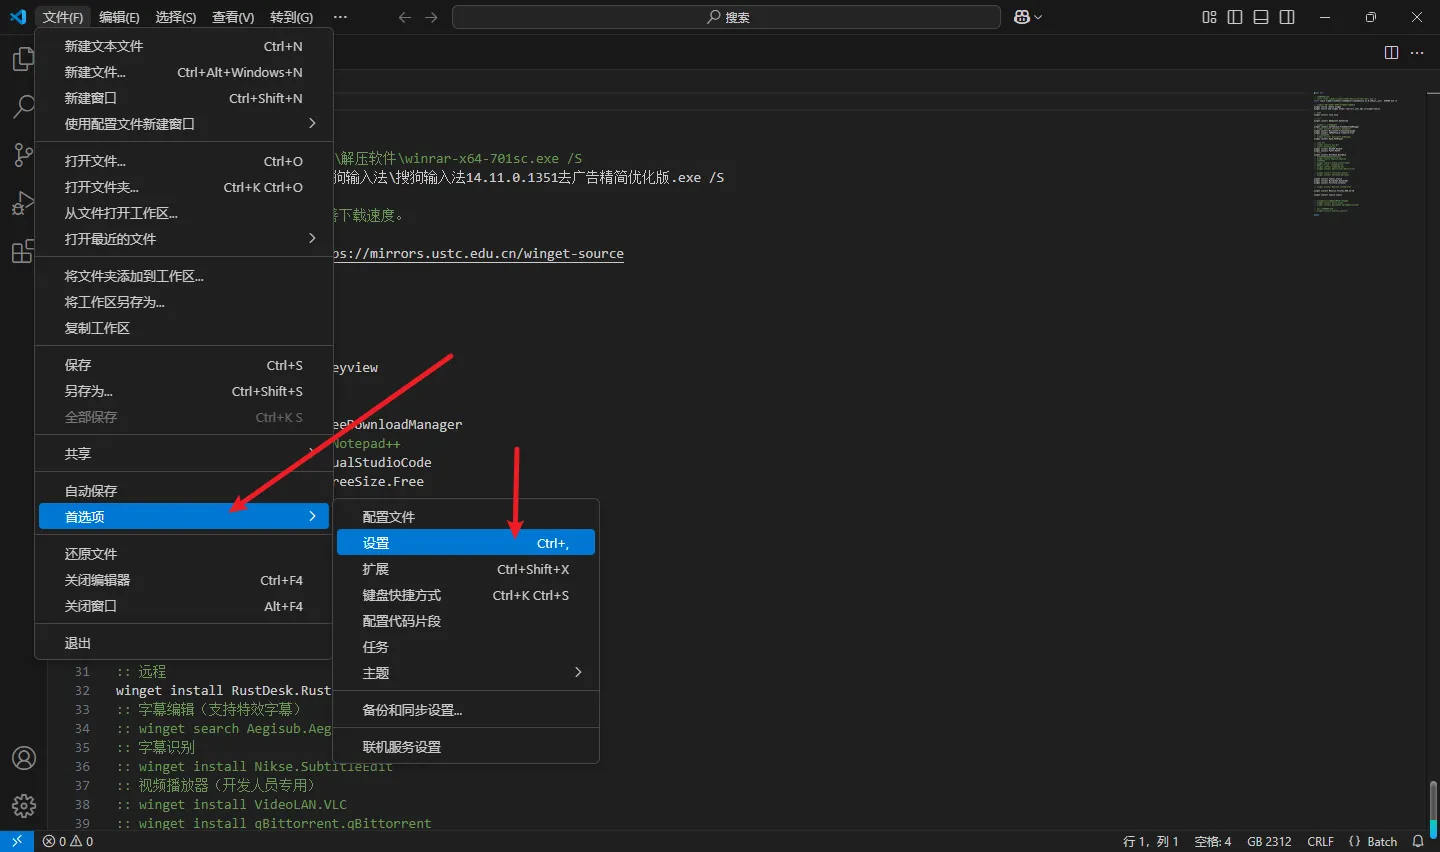 文件(F) 编辑(E) 选择(S) 查看(V) 转到(G) ··· 搜索
新建文本文件 Ctrl+N
新建文件... Ctrl+Alt+Windows+N
新建窗口 Ctrl+Shift+N
使用配置文件新建窗口
打开文件... Ctrl+O
打开文件夹... Ctrl+K Ctrl+O
从文件打开工作区...
打开最近的文件
将文件夹添加到工作区...
将工作区另存为...
复制工作区
保存 Ctrl+S
另存为... Ctrl+Shift+S
全部保存 Ctrl+K S
共享
自动保存
首选项
还原文件
关闭编辑器 Ctrl+F4
关闭窗口 Alt+F4
退出
\解压软件\winrar-x64-701sc.exe /S
狗输入法\搜狗输入法14.11.0.1351去广告精简优化版.exe /S
下载速度。
ps://mirrors.ustc.edu.cn/winget-source
eyview
eeDownloadManager
Notepad++
ualStudioCode
reeSize.Free
配置文件
设置 Ctrl+,
扩展 Ctrl+Shift+X
键盘快捷方式 Ctrl+K Ctrl+S
配置代码片段
任务
主题
备份和同步设置...
联机服务设置
31 :: 远程
32 winget install RustDesk.Rust
33 :: 字幕编辑（支持特效字幕）
34 :: winget search Aegisub.Aeg
35 :: 字幕识别
36 :: winget install Nikse.SubtitleEdit
37 :: 视频播放器（开发人员专用）
38 :: winget install VideoLAN.VLC
39 :: winget install qBittorrent.qBittorrent
0 0 行 1，列 1 空格: 4 GB 2312 CRLF {} Batch